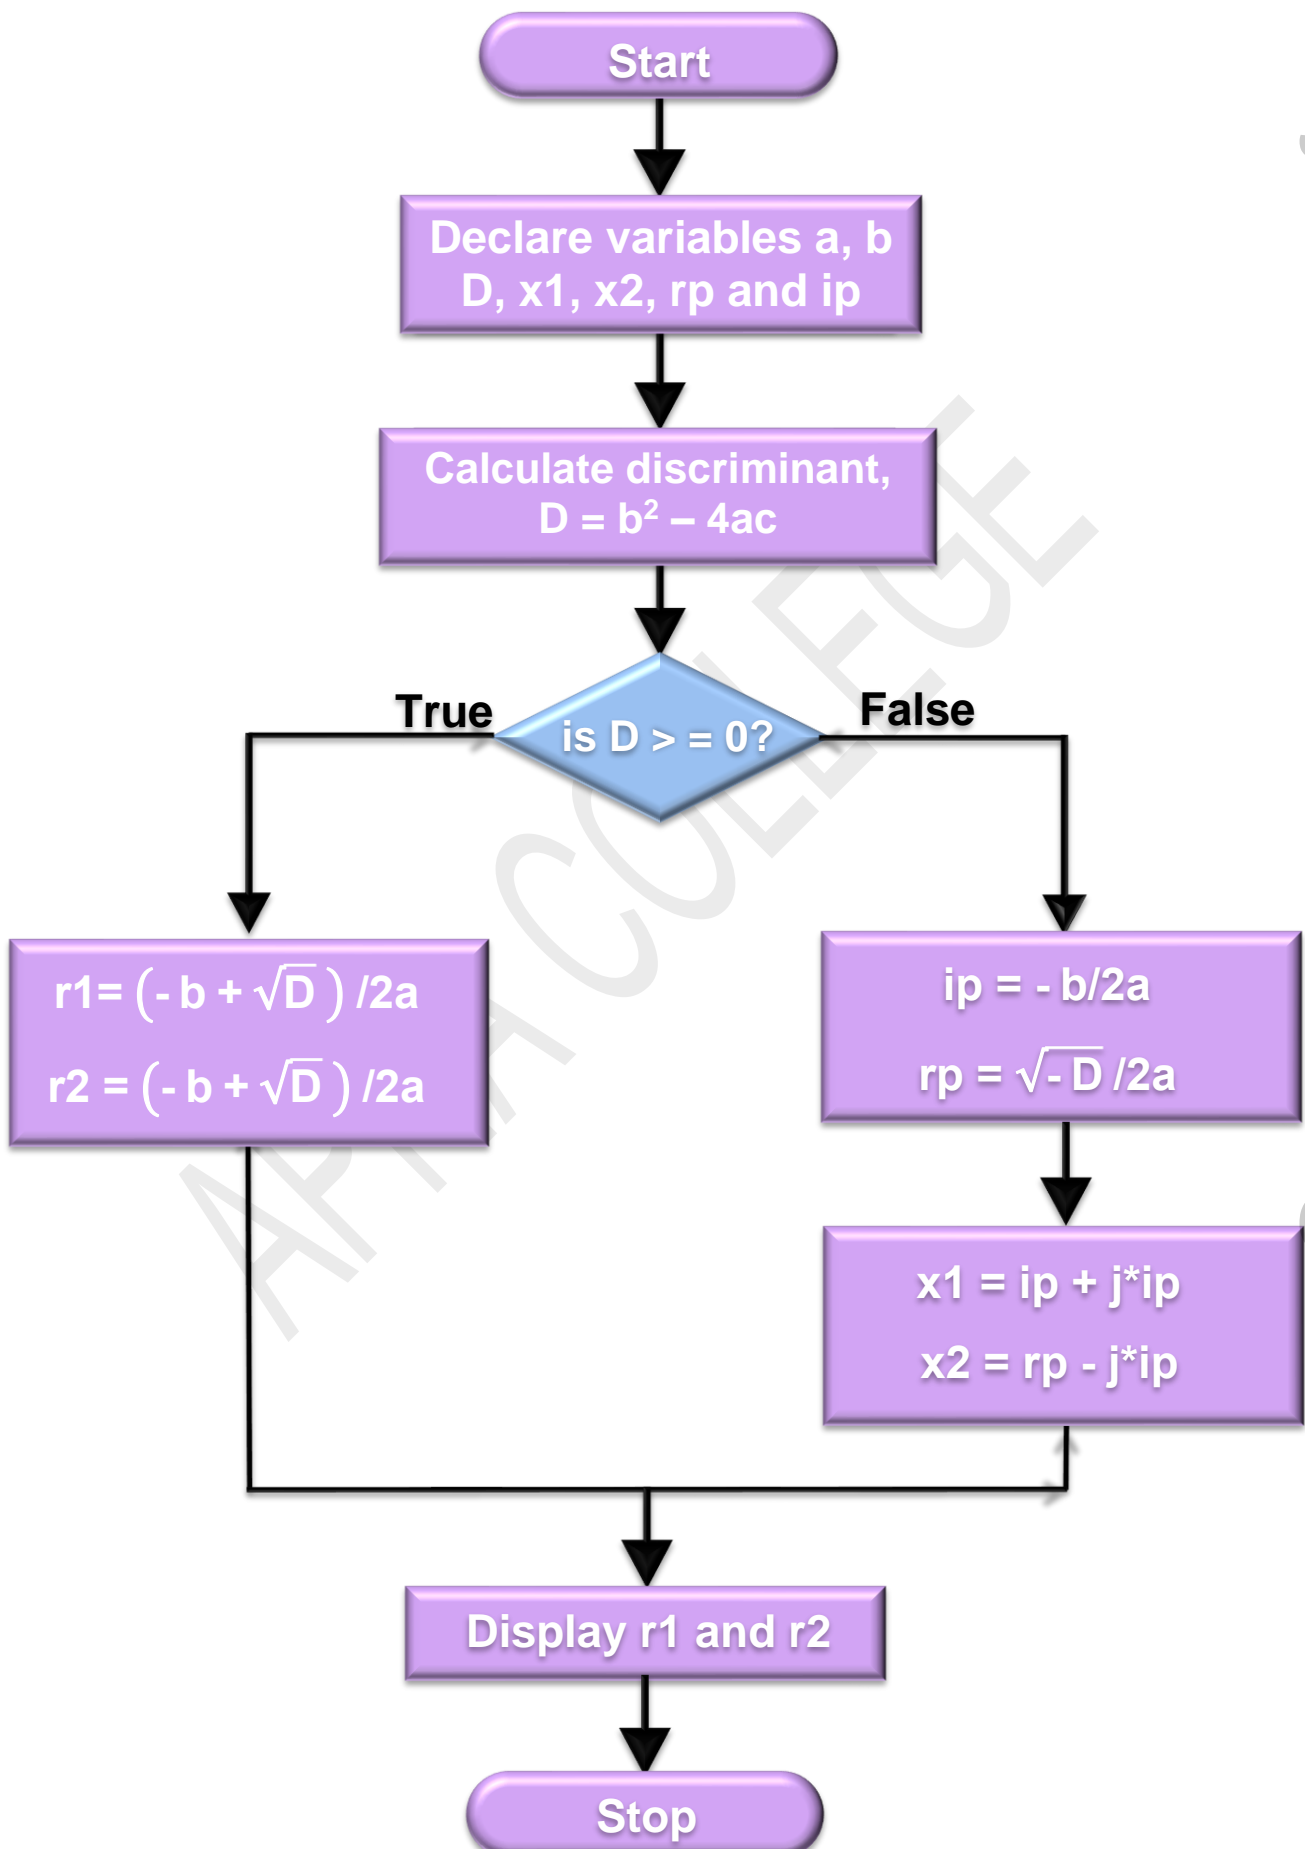 Start
Declare variables a, b
D, x1, x2, rp and ip
Calculate discriminant,
D = b² – 4ac
True
is D > = 0?
False
r1= (- b + √D ) /2a
r2 = (- b + √D ) /2a
ip = - b/2a
rp = √- D /2a
x1 = ip + j*ip
x2 = rp - j*ip
Display r1 and r2
Stop